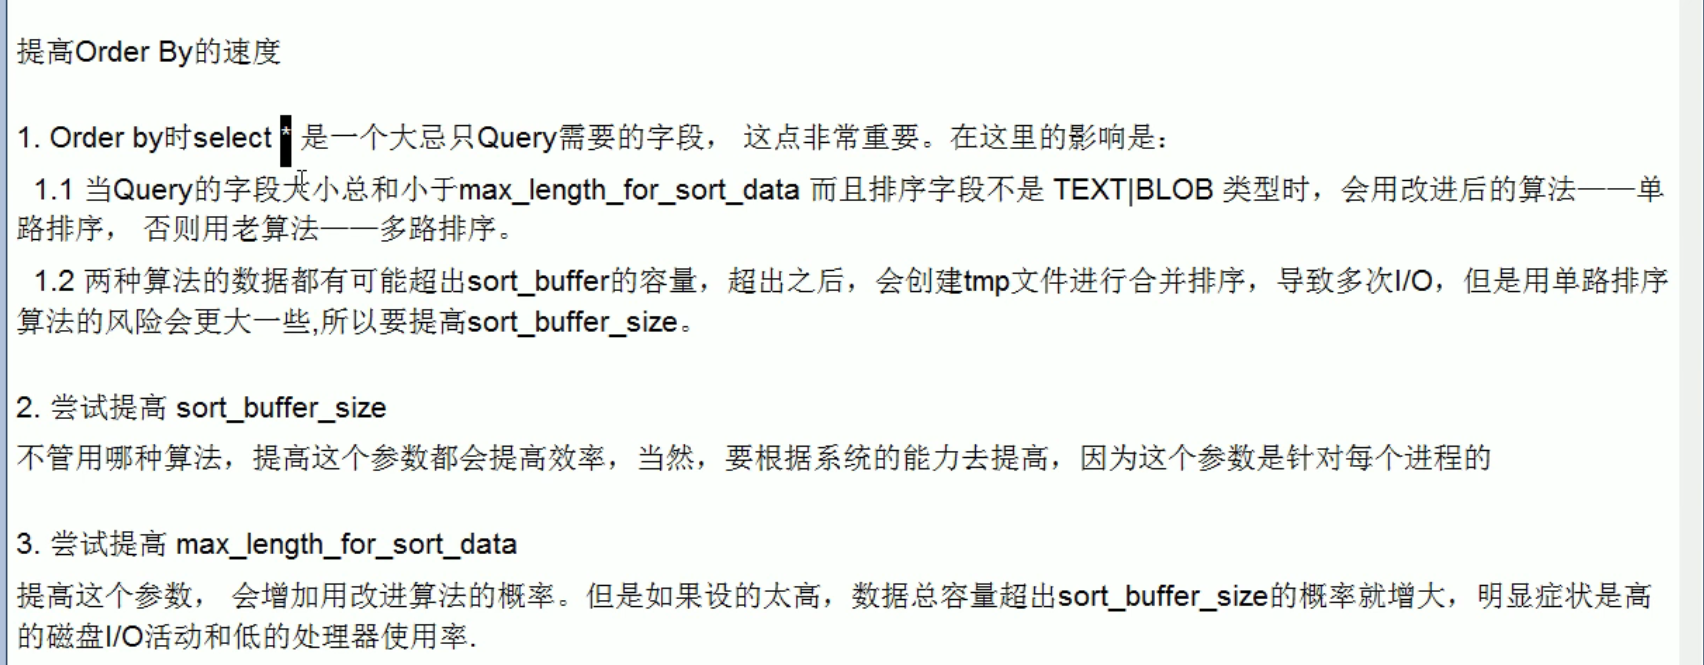 提高Order By的速度
1. Order by时select * 是一个大忌只Query需要的字段， 这点非常重要。在这里的影响是：
1.1 当Query的字段大小总和小于max_length_for_sort_data 而且排序字段不是 TEXT|BLOB 类型时，会用改进后的算法——单
路排序， 否则用老算法——多路排序。
1.2 两种算法的数据都有可能超出sort_buffer的容量，超出之后，会创建tmp文件进行合并排序，导致多次I/O，但是用单路排序
算法的风险会更大一些,所以要提高sort_buffer_size。
2. 尝试提高 sort_buffer_size
不管用哪种算法，提高这个参数都会提高效率，当然，要根据系统的能力去提高，因为这个参数是针对每个进程的
3. 尝试提高 max_length_for_sort_data
提高这个参数， 会增加用改进算法的概率。但是如果设的太高，数据总容量超出sort_buffer_size的概率就增大，明显症状是高
的磁盘I/O活动和低的处理器使用率.